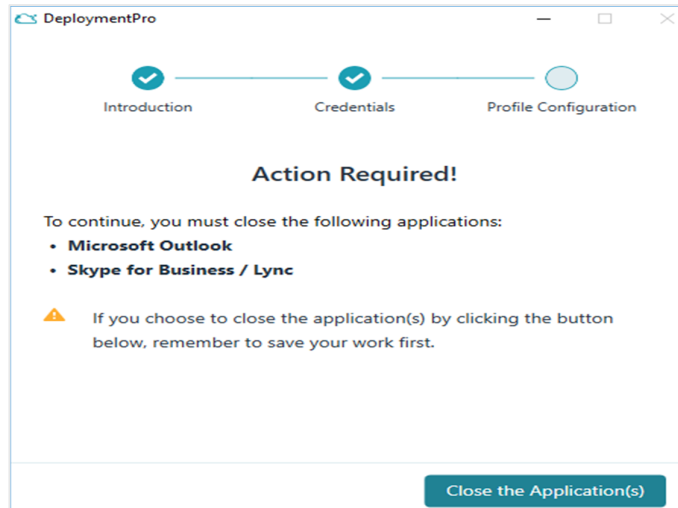 DeploymentPro
Introduction
Credentials
Profile Configuration
Action Required!
To continue, you must close the following applications:
• Microsoft Outlook
• Skype for Business / Lync
If you choose to close the application(s) by clicking the button
below, remember to save your work first.
Close the Application(s)